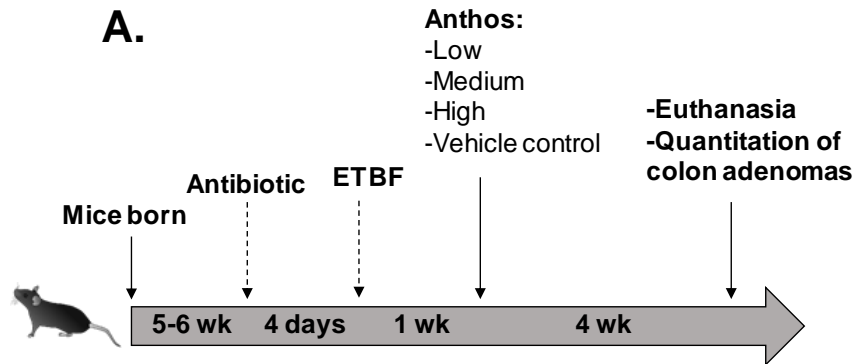 A.
Anthos:
-Low
-Medium
-High
-Vehicle control
-Euthanasia
-Quantitation of
colon adenomas
ETBF
Antibiotic
Mice born
5-6 wk
4 days
1 wk
4 wk